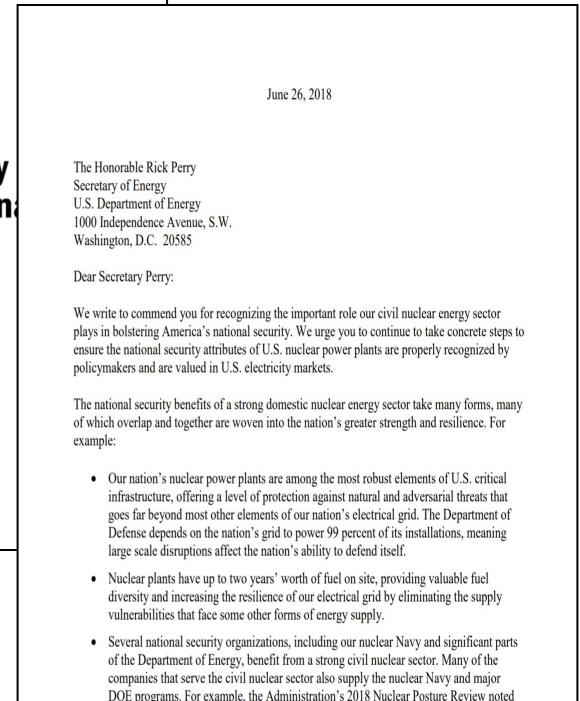 June 26, 2018
The Honorable Rick Perry
Secretary of Energy
U.S. Department of Energy
1000 Independence Avenue, S.W.
Washington, D.C. 20585
Dear Secretary Perry:
We write to commend you for recognizing the important role our civil nuclear energy sector
plays in bolstering America's national security. We urge you to continue to take concrete steps to
ensure the national security attributes of U.S. nuclear power plants are properly recognized by
policymakers and are valued in U.S. electricity markets.
The national security benefits of a strong domestic nuclear energy sector take many forms, many
of which overlap and together are woven into the nation's greater strength and resilience. For
example:
• Our nation's nuclear power plants are among the most robust elements of U.S. critical
infrastructure, offering a level of protection against natural and adversarial threats that
goes far beyond most other elements of our nation's electrical grid. The Department of
Defense depends on the nation's grid to power 99 percent of its installations, meaning
large scale disruptions affect the nation's ability to defend itself.
• Nuclear plants have up to two years' worth of fuel on site, providing valuable fuel
diversity and increasing the resilience of our electrical grid by eliminating the supply
vulnerabilities that face some other forms of energy supply.
• Several national security organizations, including our nuclear Navy and significant parts
of the Department of Energy, benefit from a strong civil nuclear sector. Many of the
companies that serve the civil nuclear sector also supply the nuclear Navy and major
DOE programs. For example, the Administration's 2018 Nuclear Posture Review noted